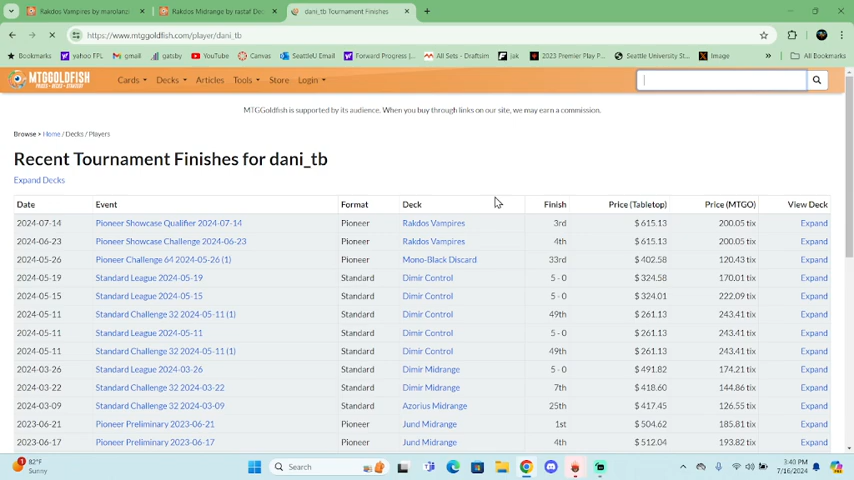 Rakdos Vampires by marolanzi
Rakdos Midrange by rastaf Dec
dani_tb Tournament Finishes
https://www.mtggoldfish.com/player/dani_tb
Bookmarks yahoo FPL gmail gatsby YouTube Canvas SeattleU Email Forward Progress |... All Sets - Draftsim jak 2023 Premier Play P... Seattle University St... Image » All Bookmarks
MTGGOLDFISH Cards Decks Articles Tools Store Login
MTGGoldfish is supported by its audience. When you buy through links on our site, we may earn a commission.
Browse > Home / Decks / Players
Recent Tournament Finishes for dani_tb
Expand Decks
Date Event Format Deck Finish Price (Tabletop) Price (MTGO) View Deck
2024-07-14 Pioneer Showcase Qualifier 2024-07-14 Pioneer Rakdos Vampires 3rd $ 615.13 200.05 tix Expand
2024-06-23 Pioneer Showcase Challenge 2024-06-23 Pioneer Rakdos Vampires 4th $ 615.13 200.05 tix Expand
2024-05-26 Pioneer Challenge 64 2024-05-26 (1) Pioneer Mono-Black Discard 33rd $ 402.58 120.43 tix Expand
2024-05-19 Standard League 2024-05-19 Standard Dimir Control 5 - 0 $ 324.58 170.01 tix Expand
2024-05-15 Standard League 2024-05-15 Standard Dimir Control 5 - 0 $ 324.01 222.09 tix Expand
2024-05-11 Standard Challenge 32 2024-05-11 (1) Standard Dimir Control 49th $ 261.13 243.41 tix Expand
2024-05-11 Standard League 2024-05-11 Standard Dimir Control 5 - 0 $ 261.13 243.41 tix Expand
2024-05-11 Standard Challenge 32 2024-05-11 (1) Standard Dimir Control 49th $ 261.13 243.41 tix Expand
2024-03-26 Standard League 2024-03-26 Standard Dimir Midrange 5 - 0 $ 491.82 174.21 tix Expand
2024-03-22 Standard Challenge 32 2024-03-22 Standard Dimir Midrange 7th $ 418.60 144.86 tix Expand
2024-03-09 Standard Challenge 32 2024-03-09 Standard Azorius Midrange 25th $ 417.45 126.55 tix Expand
2023-06-21 Pioneer Preliminary 2023-06-21 Pioneer Jund Midrange 1st $ 504.62 185.81 tix Expand
2023-06-17 Pioneer Preliminary 2023-06-17 Pioneer Jund Midrange 4th $ 512.04 193.82 tix Expand
82°F
Sunny
Search
3:40 PM
7/16/2024